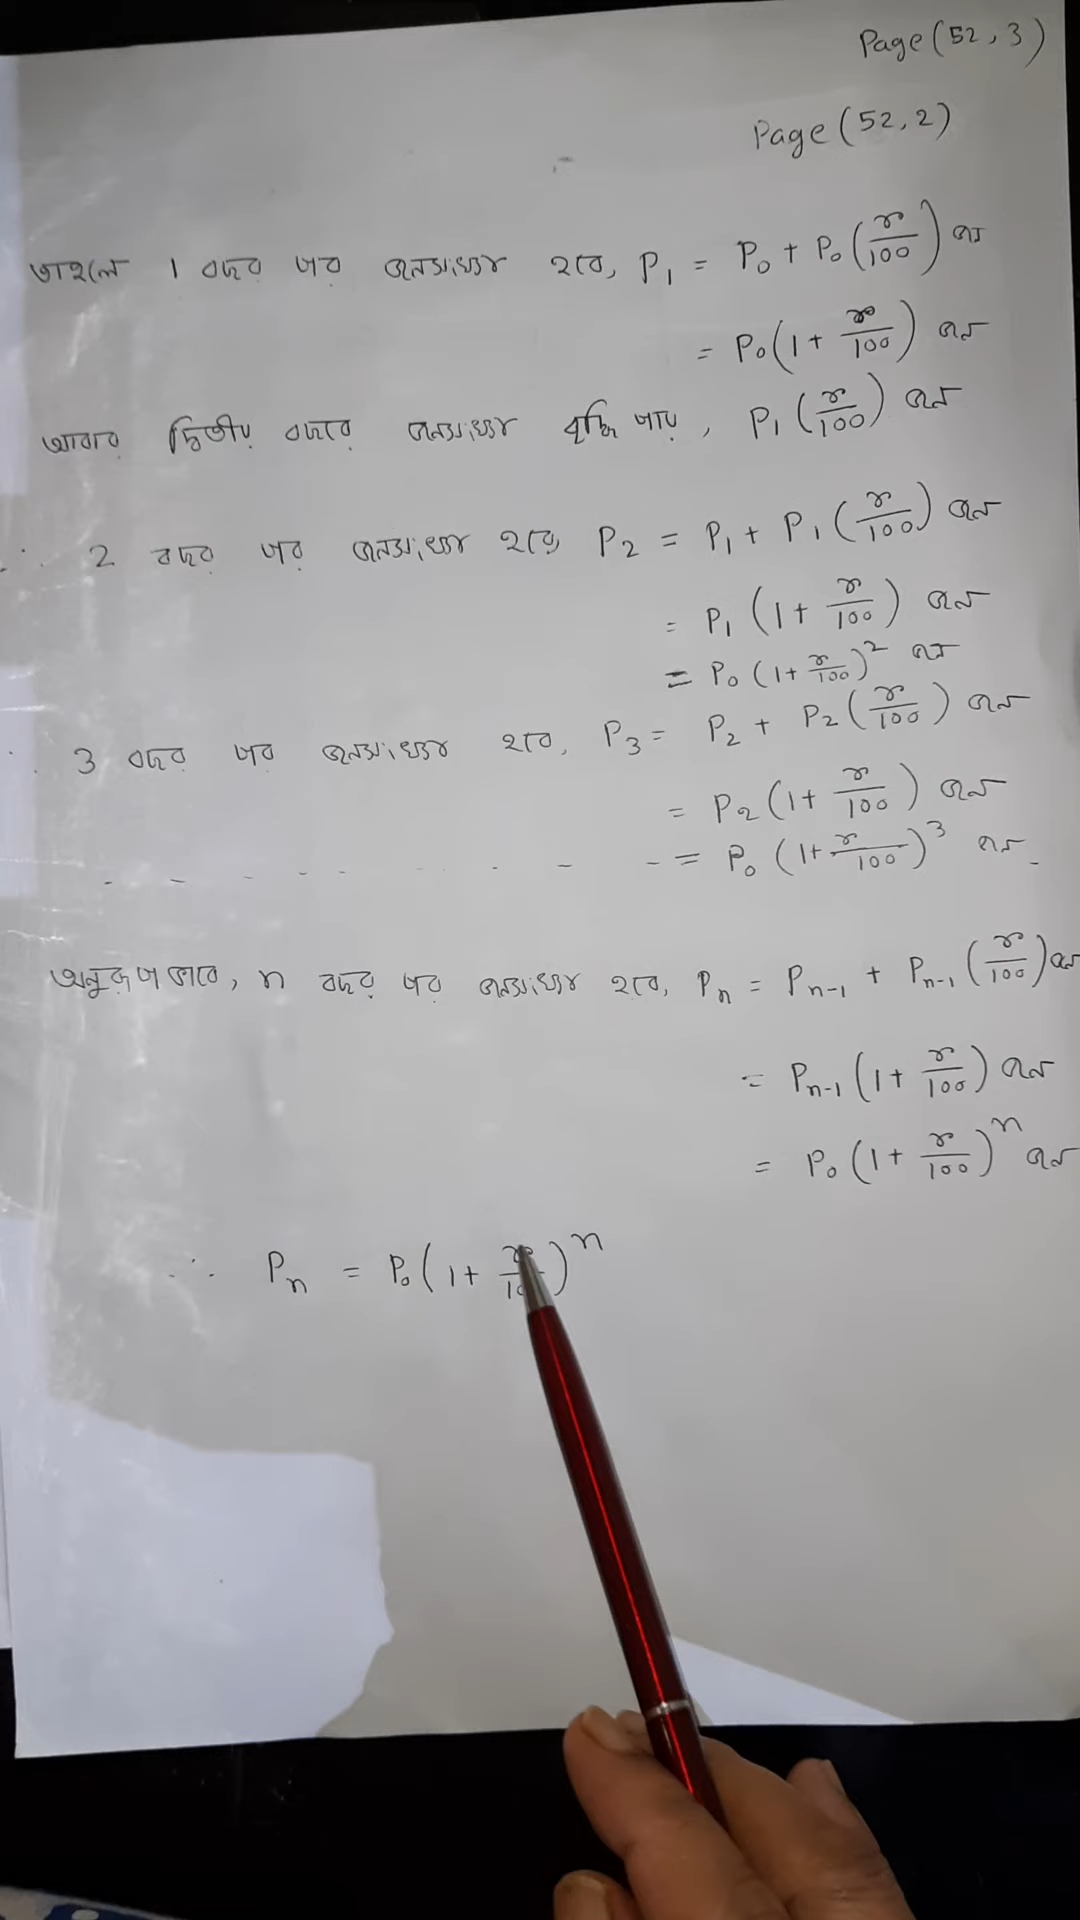 Page (52, 3)
Page (52, 2)
তাহলে 1 বছর পর জনসংখ্যা হবে, P₁ = P₀ + P₀ (r/100) জন
= P₀ (1 + r/100) জন
আবার দ্বিতীয় বছরে জনসংখ্যা বৃদ্ধি পায়, P₁ (r/100) জন
∴ 2 বছর পর জনসংখ্যা হবে P₂ = P₁ + P₁ (r/100) জন
= P₁ (1 + r/100) জন
= P₀ (1 + r/100)² জন
∴ 3 বছর পর জনসংখ্যা হবে, P₃ = P₂ + P₂ (r/100) জন
= P₂ (1 + r/100) জন
- - - - - - - - - = P₀ (1 + r/100)³ জন
অনুরূপভাবে, n বছর পর জনসংখ্যা হবে, Pₙ = Pₙ₋₁ + Pₙ₋₁ (r/100) জন
= Pₙ₋₁ (1 + r/100) জন
= P₀ (1 + r/100)ⁿ জন
∴ Pₙ = P₀ (1 + r/100)ⁿ